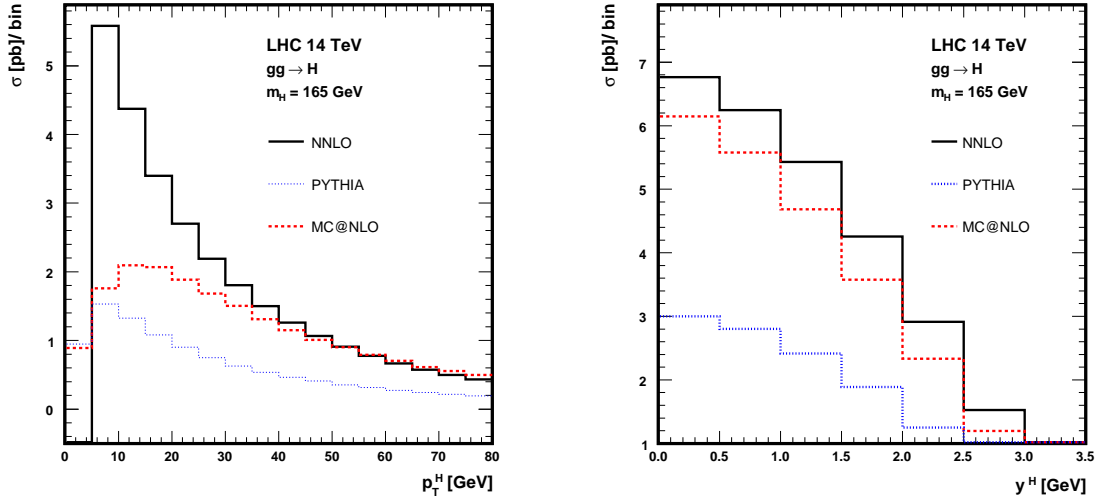 σ [pb]/ bin
5
4
3
2
1
0
LHC 14 TeV
gg → H
m_H = 165 GeV
NNLO
PYTHIA
MC@NLO
0 10 20 30 40 50 60 70 80
p_T^H [GeV]
σ [pb]/ bin
7
6
5
4
3
2
1
LHC 14 TeV
gg → H
m_H = 165 GeV
NNLO
PYTHIA
MC@NLO
0.0 0.5 1.0 1.5 2.0 2.5 3.0 3.5
y^H [GeV]